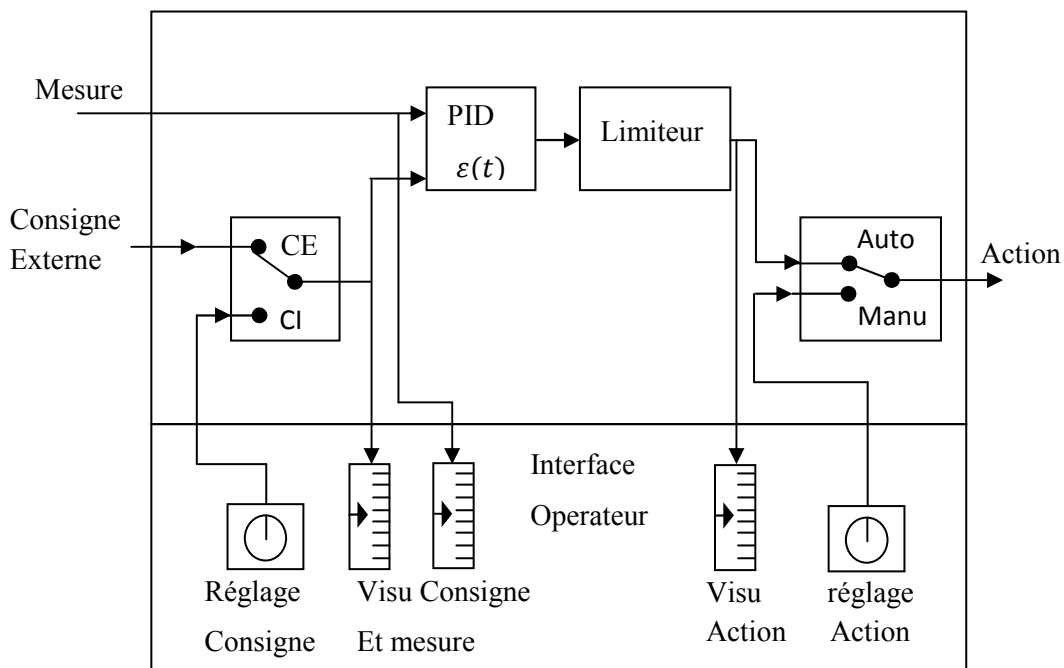 Mesure
PID
ε(t)
Limiteur
Consigne
Externe
CE
CI
Auto
Manu
Action
Interface
Operateur
Réglage
Consigne
Visu Consigne
Et mesure
Visu
Action
réglage
Action